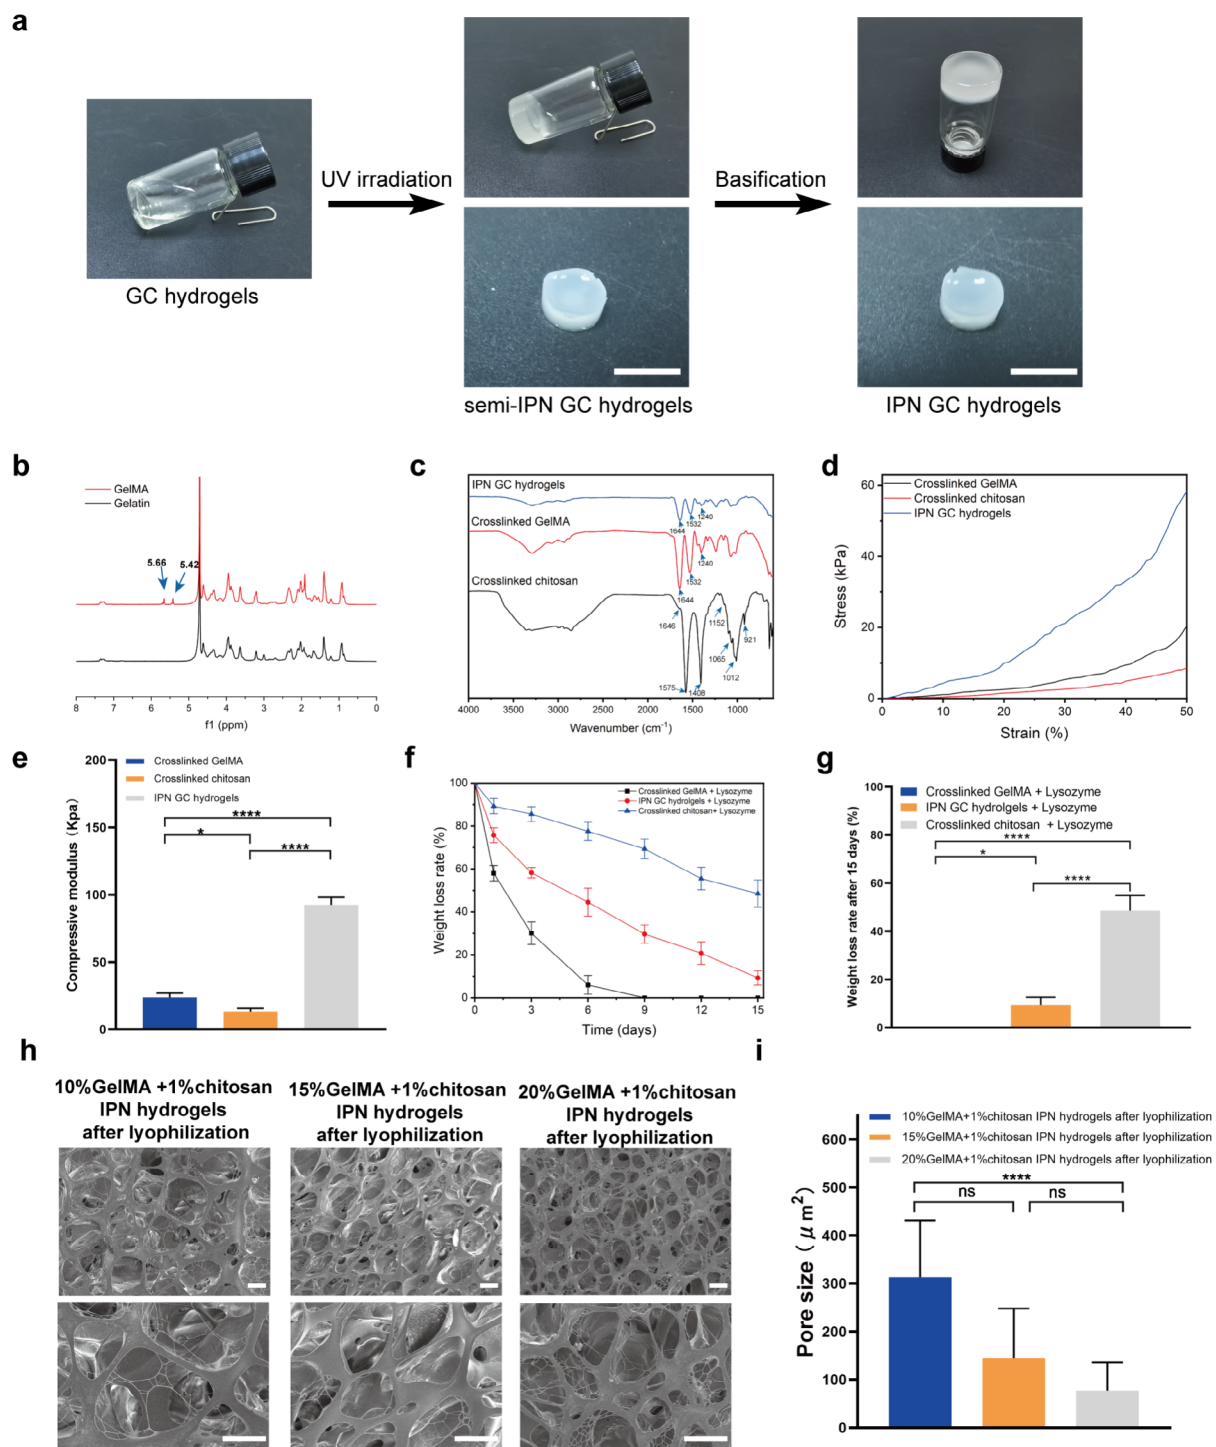 a
UV irradiation
Basification
GC hydrogels
semi-IPN GC hydrogels
IPN GC hydrogels
b
GelMA
Gelatin
5.66
5.42
8 7 6 5 4 3 2 1 0
f1 (ppm)
c
IPN GC hydrogels
1644
1532
1240
Crosslinked GelMA
1240
1532
1644
Crosslinked chitosan
1646
1152
1065
921
1012
1575
1408
4000 3500 3000 2500 2000 1500 1000
Wavenumber (cm⁻¹)
d
Crosslinked GelMA
Crosslinked chitosan
IPN GC hydrogels
60
40
20
0
Stress (kPa)
0 10 20 30 40 50
Strain (%)
e
Crosslinked GelMA
Crosslinked chitosan
IPN GC hydrogels
200
150
100
50
0
Compressive modulus (Kpa)
****
*
****
f
Crosslinked GelMA + Lysozyme
IPN GC hydrolgels + Lysozyme
Crosslinked chitosan+ Lysozyme
100
80
60
40
20
0
Weight loss rate (%)
0 3 6 9 12 15
Time (days)
g
Crosslinked GelMA + Lysozyme
IPN GC hydrolgels + Lysozyme
Crosslinked chitosan + Lysozyme
100
80
60
40
20
0
Weight loss rate after 15 days (%)
****
*
****
h
10%GelMA +1%chitosan
IPN hydrogels
after lyophilization
15%GelMA +1%chitosan
IPN hydrogels
after lyophilization
20%GelMA +1%chitosan
IPN hydrogels
after lyophilization
i
10%GelMA+1%chitosan IPN hydrogels after lyophilization
15%GelMA+1%chitosan IPN hydrogels after lyophilization
20%GelMA+1%chitosan IPN hydrogels after lyophilization
600
500
400
300
200
100
0
Pore size (μm²)
****
ns
ns